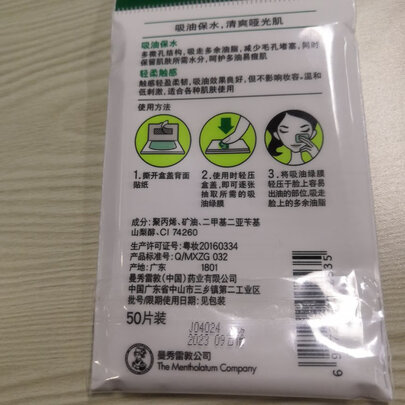 吸油保水，清爽哑光肌
吸油保水
多微孔结构，吸走多余油脂，减少毛孔堵塞，同时
保留肌肤所需水分，呵护多油易痕肌
轻柔触感
触感轻盈柔韧，吸油效果良好，但不影响妆容，温和
低刺激，适合各种肌肤使用
使用方法
1.撕开盒盖背面
贴纸
2.使用时轻压
盒盖，即可逐张
抽取所需的吸
油绿膜
3.将吸油绿膜
轻压于脸上容易
出油的部位，吸走
脸上的多余油脂
成分：聚丙烯、矿油、二甲基二亚苄基
山梨醇、CI 74260
生产许可证号：粤妆20160334
产品标准号：Q/MXZG 032
产地：广东 1801
曼秀雷敦（中国）药业有限公司
中国广东省中山市三乡镇第二工业区
批号/限期使用日期：见包装
50片装
J04024
2023 09
曼秀雷敦公司
The Mentholatum Company